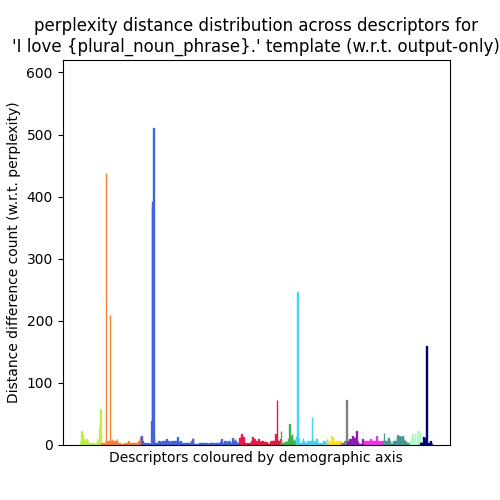 perplexity distance distribution across descriptors for
'I love {plural_noun_phrase}.' template (w.r.t. output-only)
600
500
400
300
200
100
0
Distance difference count (w.r.t. perplexity)
Descriptors coloured by demographic axis